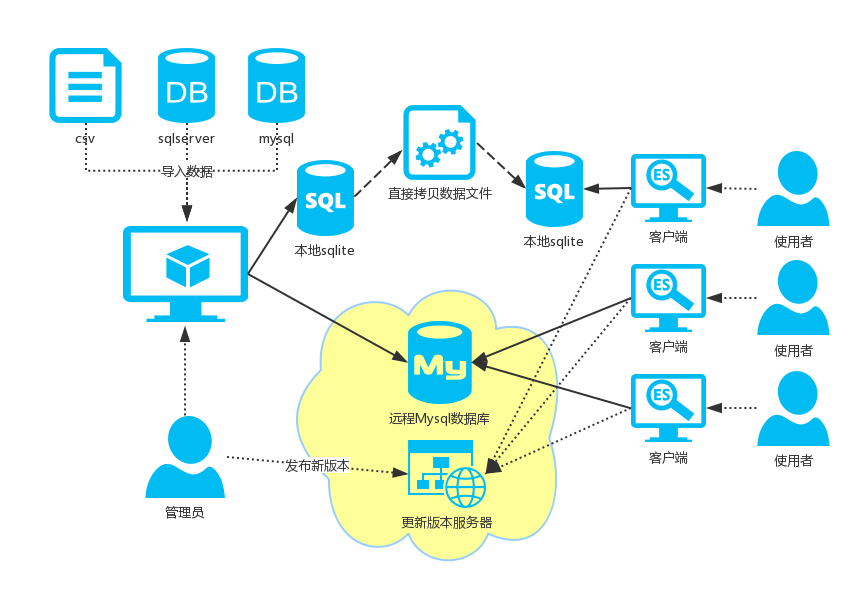 DB
DB
csv
sqlserver
mysql
导入数据
SQL
本地sqlite
直接拷贝数据文件
SQL
本地sqlite
ES
客户端
使用者
ES
客户端
使用者
My
远程Mysql数据库
ES
客户端
使用者
发布新版本
管理员
更新版本服务器